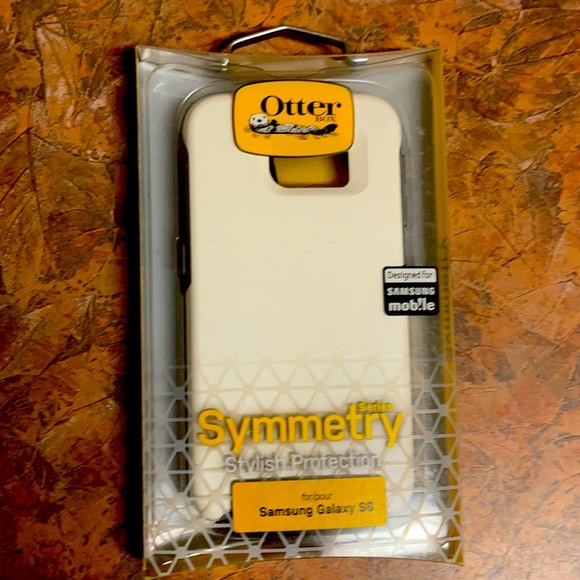 Otter
BOX
Designed for
SAMSUNG
mobile
Series
Symmetry
Stylish Protection
for/pour
Samsung Galaxy S6